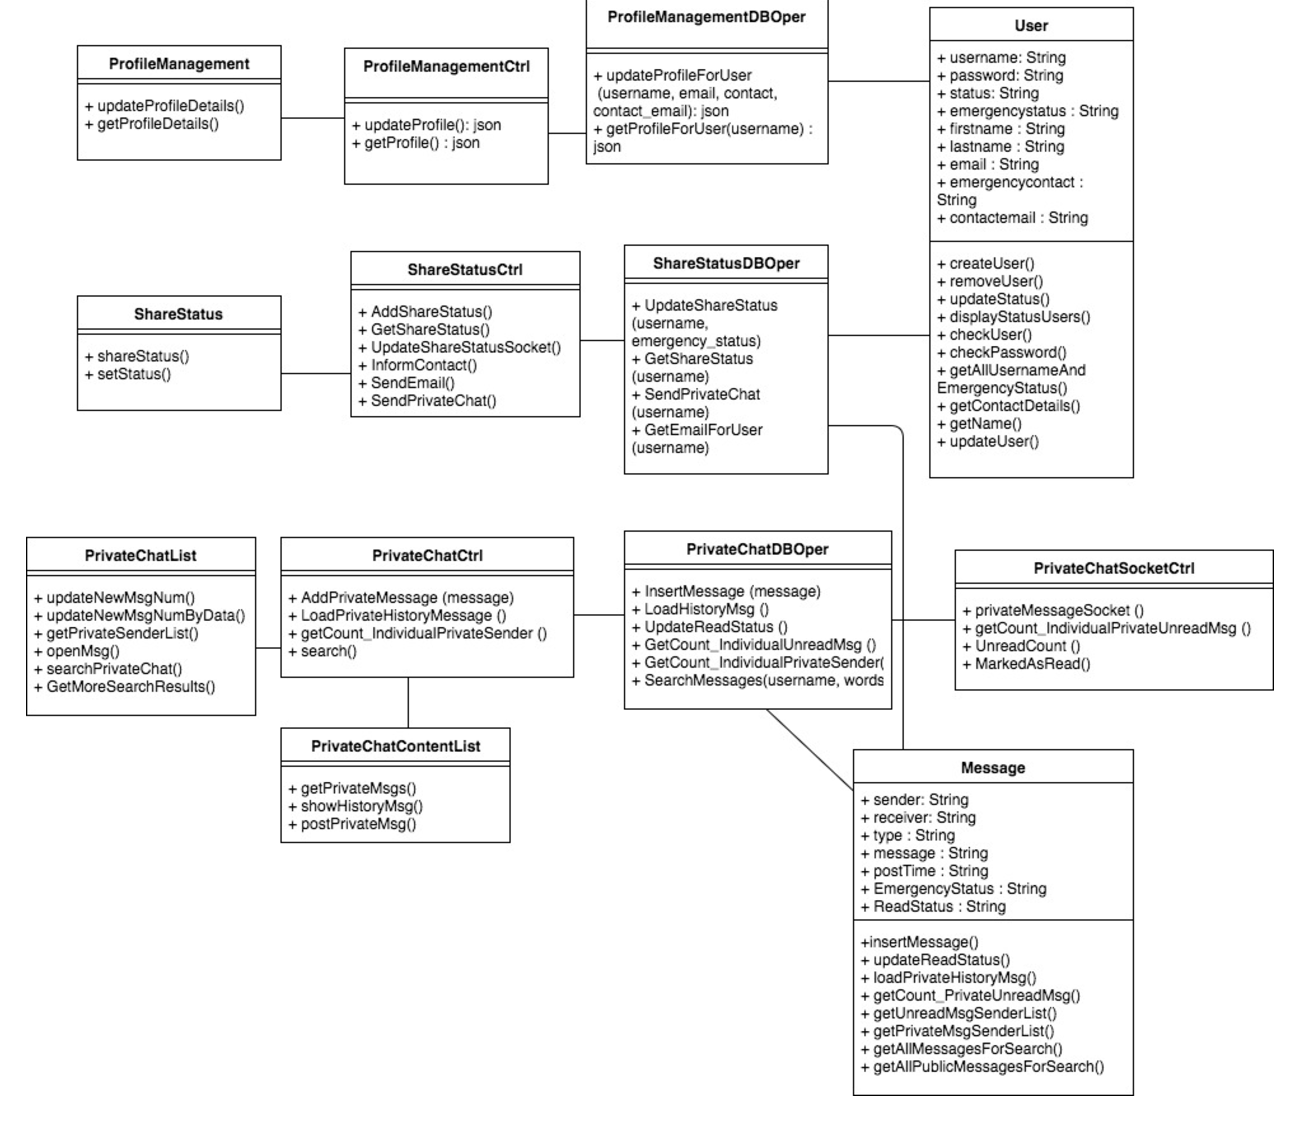 ProfileManagement
+ updateProfileDetails()
+ getProfileDetails()
ProfileManagementCtrl
+ updateProfile(): json
+ getProfile() : json
ProfileManagementDBOper
+ updateProfileForUser
(username, email, contact,
contact_email): json
+ getProfileForUser(username) :
json
User
+ username: String
+ password: String
+ status: String
+ emergencystatus : String
+ firstname : String
+ lastname : String
+ email : String
+ emergencycontact :
String
+ contactemail : String
+ createUser()
+ removeUser()
+ updateStatus()
+ displayStatusUsers()
+ checkUser()
+ checkPassword()
+ getAllUsernameAnd
EmergencyStatus()
+ getContactDetails()
+ getName()
+ updateUser()
ShareStatus
+ shareStatus()
+ setStatus()
ShareStatusCtrl
+ AddShareStatus()
+ GetShareStatus()
+ UpdateShareStatusSocket()
+ InformContact()
+ SendEmail()
+ SendPrivateChat()
ShareStatusDBOper
+ UpdateShareStatus
(username,
emergency_status)
+ GetShareStatus
(username)
+ SendPrivateChat
(username)
+ GetEmailForUser
(username)
PrivateChatList
+ updateNewMsgNum()
+ updateNewMsgNumByData()
+ getPrivateSenderList()
+ openMsg()
+ searchPrivateChat()
+ GetMoreSearchResults()
PrivateChatCtrl
+ AddPrivateMessage (message)
+ LoadPrivateHistoryMessage ()
+ getCount_IndividualPrivateSender ()
+ search()
PrivateChatDBOper
+ InsertMessage (message)
+ LoadHistoryMsg ()
+ UpdateReadStatus ()
+ GetCount_IndividualUnreadMsg ()
+ GetCount_IndividualPrivateSender(
+ SearchMessages(username, words
PrivateChatSocketCtrl
+ privateMessageSocket ()
+ getCount_IndividualPrivateUnreadMsg ()
+ UnreadCount ()
+ MarkedAsRead()
PrivateChatContentList
+ getPrivateMsgs()
+ showHistoryMsg()
+ postPrivateMsg()
Message
+ sender: String
+ receiver: String
+ type : String
+ message : String
+ postTime : String
+ EmergencyStatus : String
+ ReadStatus : String
+insertMessage()
+ updateReadStatus()
+ loadPrivateHistoryMsg()
+ getCount_PrivateUnreadMsg()
+ getUnreadMsgSenderList()
+ getPrivateMsgSenderList()
+ getAllMessagesForSearch()
+ getAllPublicMessagesForSearch()